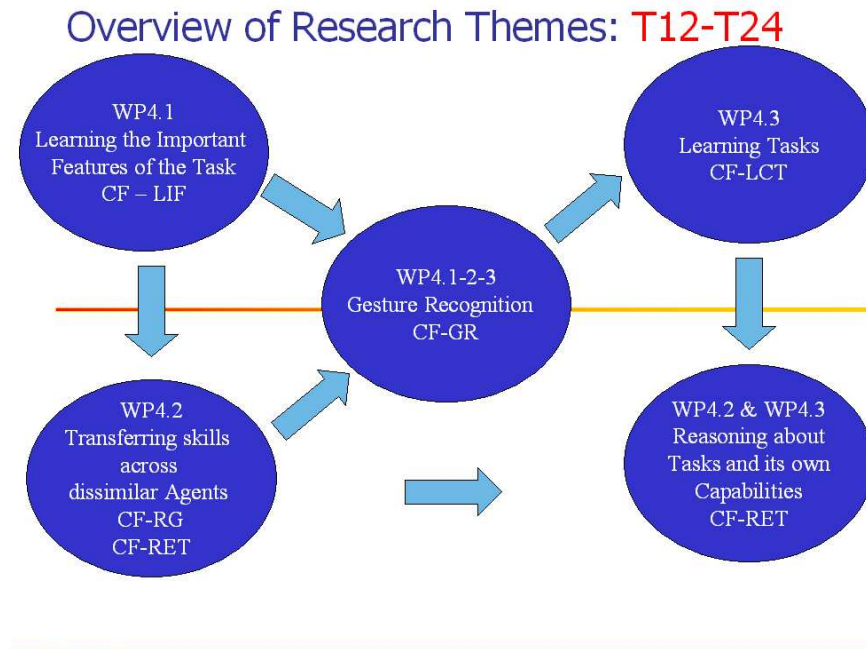 Overview of Research Themes: T12-T24
WP4.1
Learning the Important
Features of the Task
CF – LIF
WP4.3
Learning Tasks
CF-LCT
WP4.1-2-3
Gesture Recognition
CF-GR
WP4.2
Transferring skills
across
dissimilar Agents
CF-RG
CF-RET
WP4.2 & WP4.3
Reasoning about
Tasks and its own
Capabilities
CF-RET